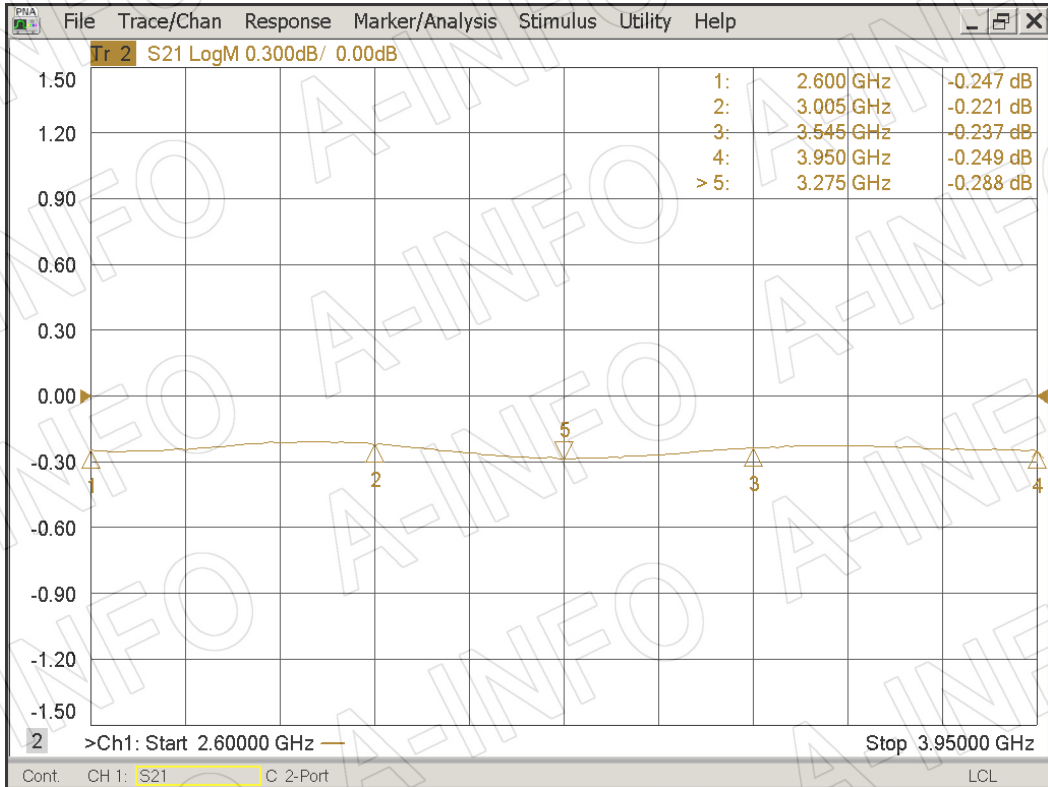 PNA File Trace/Chan Response Marker/Analysis Stimulus Utility Help
Tr 2 S21 LogM 0.300dB/ 0.00dB
1: 2.600 GHz -0.247 dB
2: 3.005 GHz -0.221 dB
3: 3.545 GHz -0.237 dB
4: 3.950 GHz -0.249 dB
> 5: 3.275 GHz -0.288 dB
1.50
1.20
0.90
0.60
0.30
0.00
-0.30
-0.60
-0.90
-1.20
-1.50
1
2
5
3
4
2 >Ch1: Start 2.60000 GHz Stop 3.95000 GHz
Cont. CH 1: S21 C 2-Port LCL
A-INFO